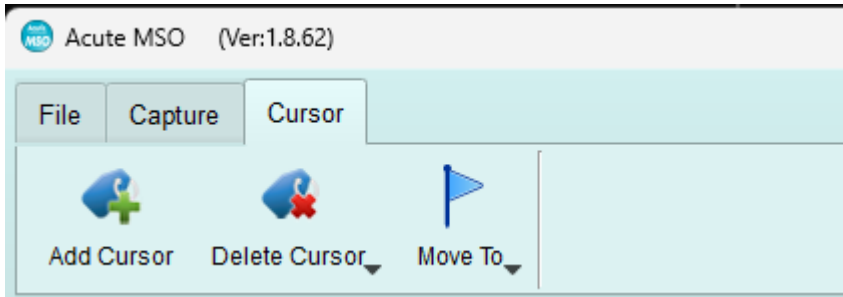 Acute MSO (Ver:1.8.62)
File Capture Cursor
Add Cursor Delete Cursor Move To